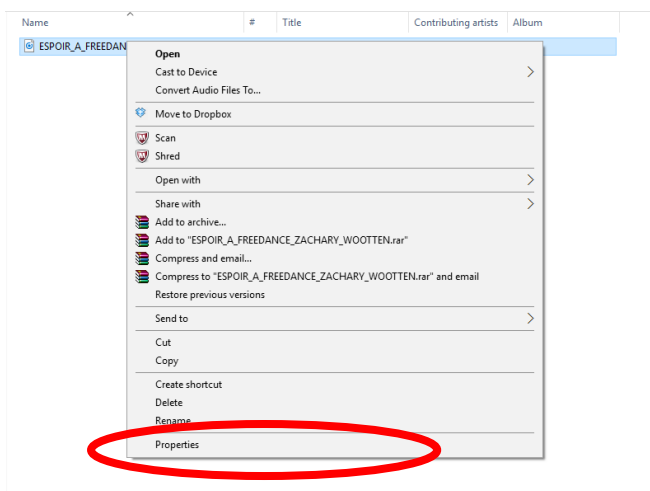 Name # Title Contributing artists Album
ESPOIR_A_FREEDAN
Open
Cast to Device
Convert Audio Files To...
Move to Dropbox
Scan
Shred
Open with
Share with
Add to archive...
Add to "ESPOIR_A_FREEDANCE_ZACHARY_WOOTTEN.rar"
Compress and email...
Compress to "ESPOIR_A_FREEDANCE_ZACHARY_WOOTTEN.rar" and email
Restore previous versions
Send to
Cut
Copy
Create shortcut
Delete
Rename
Properties